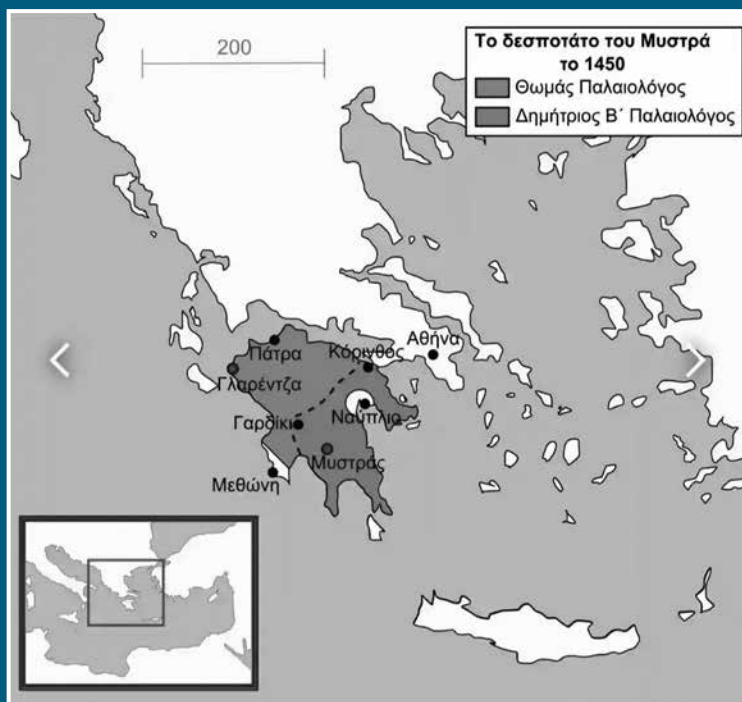 200
Το δεσποτάτο του Μυστρά
το 1450
Θωμάς Παλαιολόγος
Δημήτριος Β΄ Παλαιολόγος
Πάτρα
Κόρινθος
Αθήνα
Γλαρέντζα
Γαρδίκι
Ναύπλιο
Μυστράς
Μεθώνη